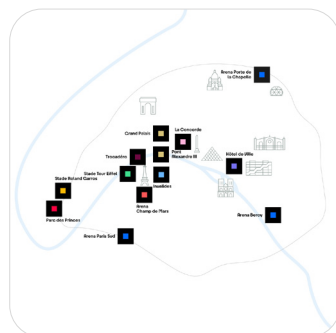 Arena Porte de
la Chapelle
Grand Palais
La Concorde
Trocadéro
Pont
Alexandre III
Hôtel de Ville
Stade Tour Eiffel
Invalides
Stade Roland Garros
Arena
Champ de Mars
Parc des Princes
Arena Bercy
Arena Paris Sud